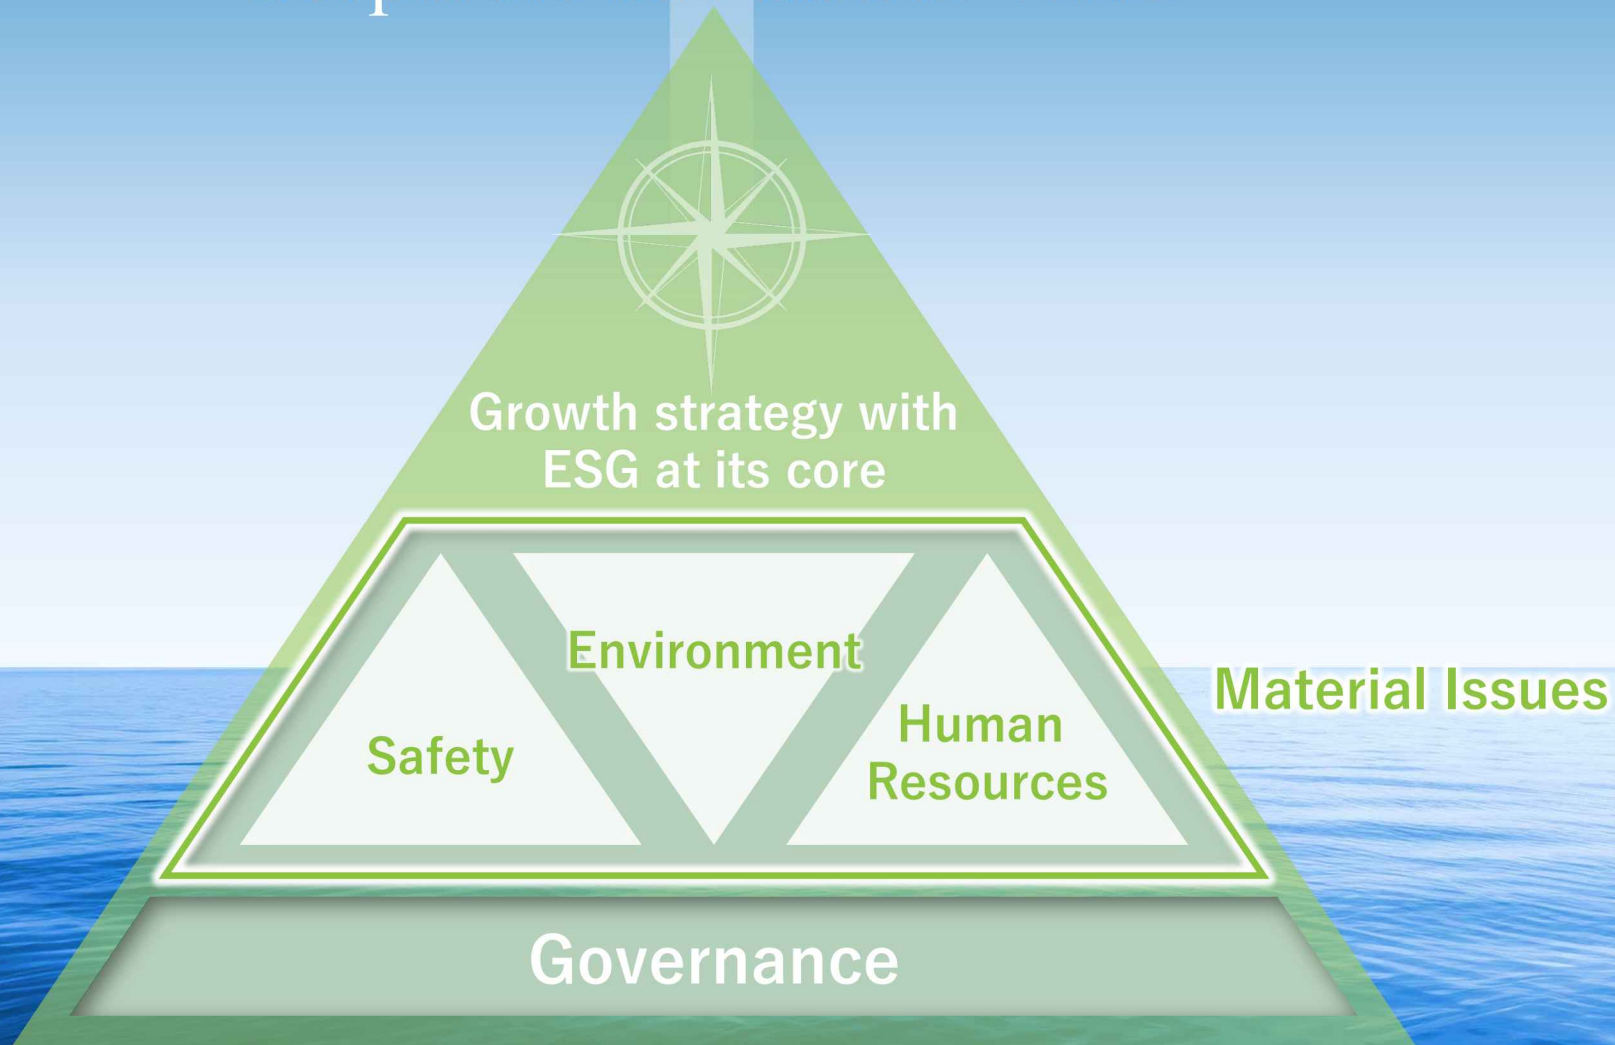 Growth strategy with
ESG at its core
Environment
Safety
Human
Resources
Material Issues
Governance